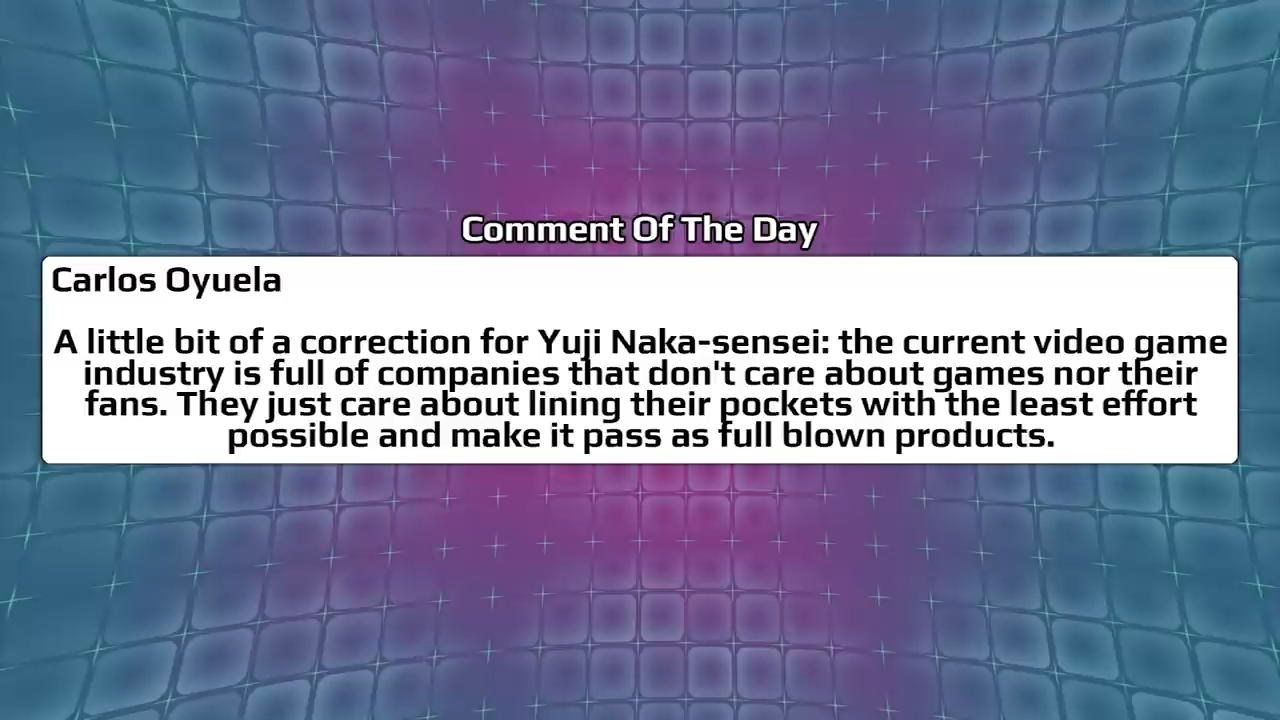 Comment Of The Day
Carlos Oyuela
A little bit of a correction for Yuji Naka-sensei: the current video game
industry is full of companies that don't care about games nor their
fans. They just care about lining their pockets with the least effort
possible and make it pass as full blown products.